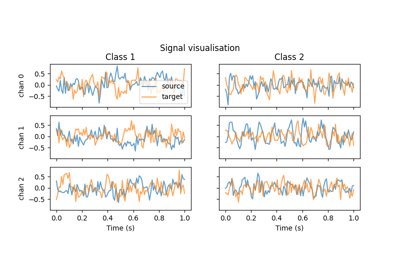 Signal visualisation
Class 1
Class 2
chan 0
0.5
0.0
−0.5
source
target
chan 1
0.5
0.0
−0.5
chan 2
0.5
0.0
−0.5
0.0 0.2 0.4 0.6 0.8 1.0
0.0 0.2 0.4 0.6 0.8 1.0
Time (s)
Time (s)